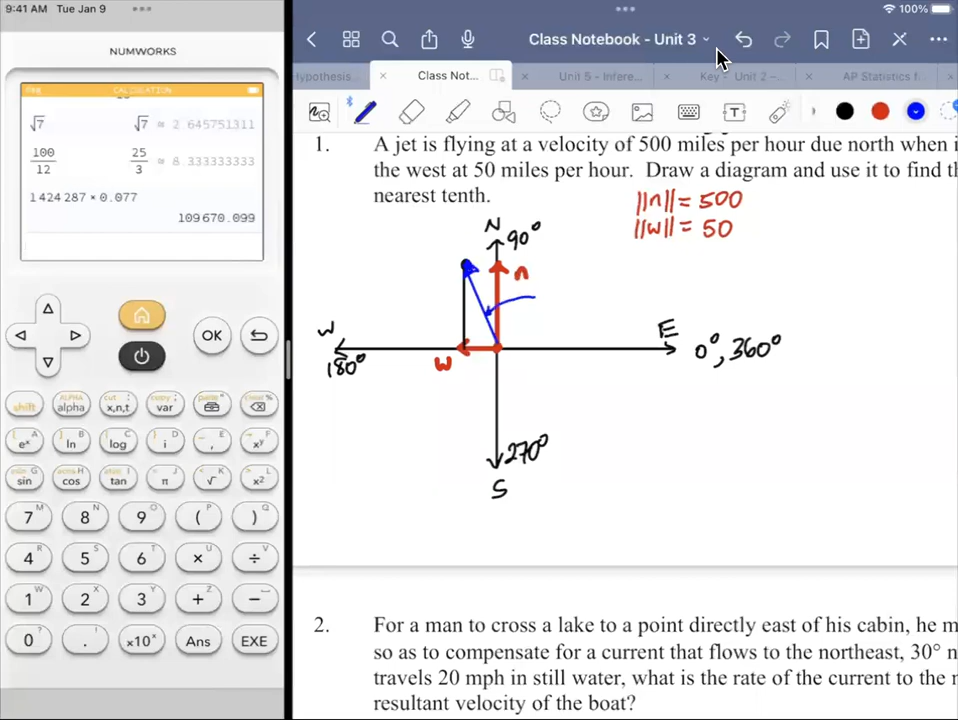 9:41 AM Tue Jan 9
100%
NUMWORKS
CALCULATION
√7 √7 ≈ 2.645751311
100/12 25/3 ≈ 8.333333333
1424287×0.077
109670.099
OK
shift alpha x,n,t var
e^x ln log i , x^y
sin cos tan π √ x²
7 8 9 ( )
4 5 6 × ÷
1 2 3 + −
0 . ×10^x Ans EXE
Class Notebook - Unit 3
Hypothesis... Class Not... Unit 6 - Infere... Key - Unit 2 –... AP Statistics f...
1. A jet is flying at a velocity of 500 miles per hour due north when
the west at 50 miles per hour. Draw a diagram and use it to find
nearest tenth.
||n|| = 500
||w|| = 50
N
90°
n
W
180°
w
E
0°, 360°
270°
S
2. For a man to cross a lake to a point directly east of his cabin, he
so as to compensate for a current that flows to the northeast, 30°
travels 20 mph in still water, what is the rate of the current to the
resultant velocity of the boat?